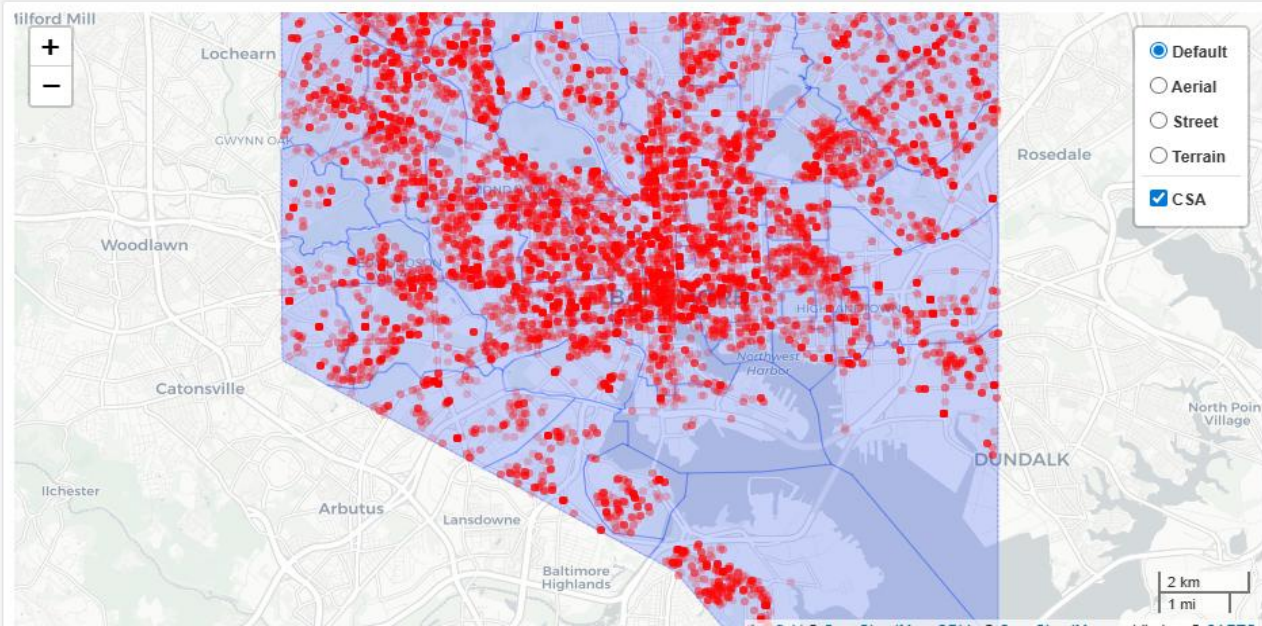 Milford Mill
+
−
Lochearn
GWYNN OAK
Woodlawn
Catonsville
Ilchester
Arbutus
Lansdowne
Baltimore
Highlands
Northwest
Harbor
Rosedale
DUNDALK
North Poin
Village
Default
Aerial
Street
Terrain
CSA
2 km
1 mi